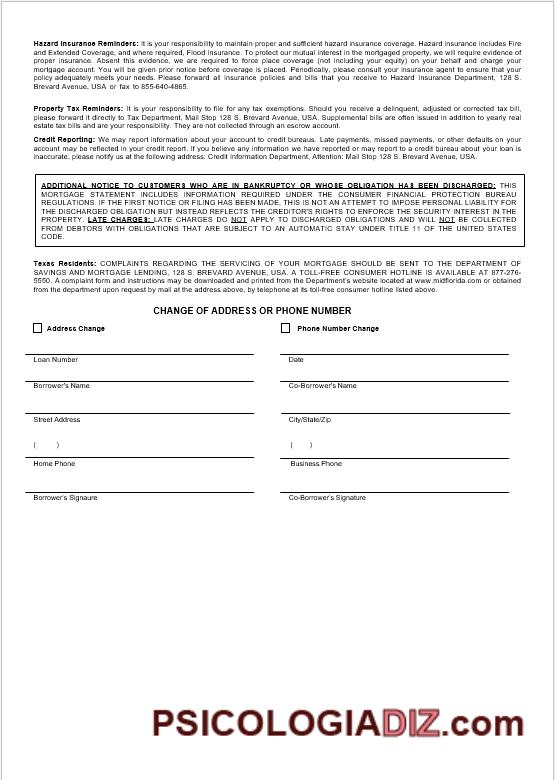 Hazard Insurance Reminders: It is your responsibility to maintain proper and sufficient hazard insurance coverage. Hazard insurance includes Fire
and Extended Coverage, and where required, Flood Insurance. To protect our mutual interest in the mortgaged property, we will require evidence of
proper insurance. Absent this evidence, we are required to force place coverage (not including your equity) on your behalf and charge your
mortgage account. You will be given prior notice before coverage is placed. Periodically, please consult your insurance agent to ensure that your
policy adequately meets your needs. Please forward all insurance policies and bills that you receive to Hazard Insurance Department, 128 S.
Brevard Avenue, USA or fax to 855-640-4865.
Property Tax Reminders: It is your responsibility to file for any tax exemptions. Should you receive a delinquent, adjusted or corrected tax bill,
please forward it directly to Tax Department, Mail Stop 128 S. Brevard Avenue, USA. Supplemental bills are often issued in addition to yearly real
estate tax bills and are your responsibility. They are not collected through an escrow account.
Credit Reporting: We may report information about your account to credit bureaus. Late payments, missed payments, or other defaults on your
account may be reflected in your credit report. If you believe any information we have reported or may report to a credit bureau about your loan is
inaccurate, please notify us at the following address: Credit Information Department, Attention: Mail Stop 128 S. Brevard Avenue, USA.
ADDITIONAL NOTICE TO CUSTOMERS WHO ARE IN BANKRUPTCY OR WHOSE OBLIGATION HAS BEEN DISCHARGED: THIS
MORTGAGE STATEMENT INCLUDES INFORMATION REQUIRED UNDER THE CONSUMER FINANCIAL PROTECTION BUREAU
REGULATIONS. IF THE FIRST NOTICE OR FILING HAS BEEN MADE, THIS IS NOT AN ATTEMPT TO IMPOSE PERSONAL LIABILITY FOR
THE DISCHARGED OBLIGATION BUT INSTEAD REFLECTS THE CREDITOR'S RIGHTS TO ENFORCE THE SECURITY INTEREST IN THE
PROPERTY. LATE CHARGES: LATE CHARGES DO NOT APPLY TO DISCHARGED OBLIGATIONS AND WILL NOT BE COLLECTED
FROM DEBTORS WITH OBLIGATIONS THAT ARE SUBJECT TO AN AUTOMATIC STAY UNDER TITLE 11 OF THE UNITED STATES
CODE.
Texas Residents: COMPLAINTS REGARDING THE SERVICING OF YOUR MORTGAGE SHOULD BE SENT TO THE DEPARTMENT OF
SAVINGS AND MORTGAGE LENDING, 128 S. BREVARD AVENUE, USA. A TOLL-FREE CONSUMER HOTLINE IS AVAILABLE AT 877-276-
5550. A complaint form and instructions may be downloaded and printed from the Department's website located at www.midflorida.com or obtained
from the department upon request by mail at the address above, by telephone at its toll-free consumer hotline listed above.
CHANGE OF ADDRESS OR PHONE NUMBER
Address Change Phone Number Change
Loan Number Date
Borrower's Name Co-Borrower's Name
Street Address City/State/Zip
( ) ( )
Home Phone Business Phone
Borrower's Signaure Co-Borrower's Signature
PSICOLOGIADIZ.com